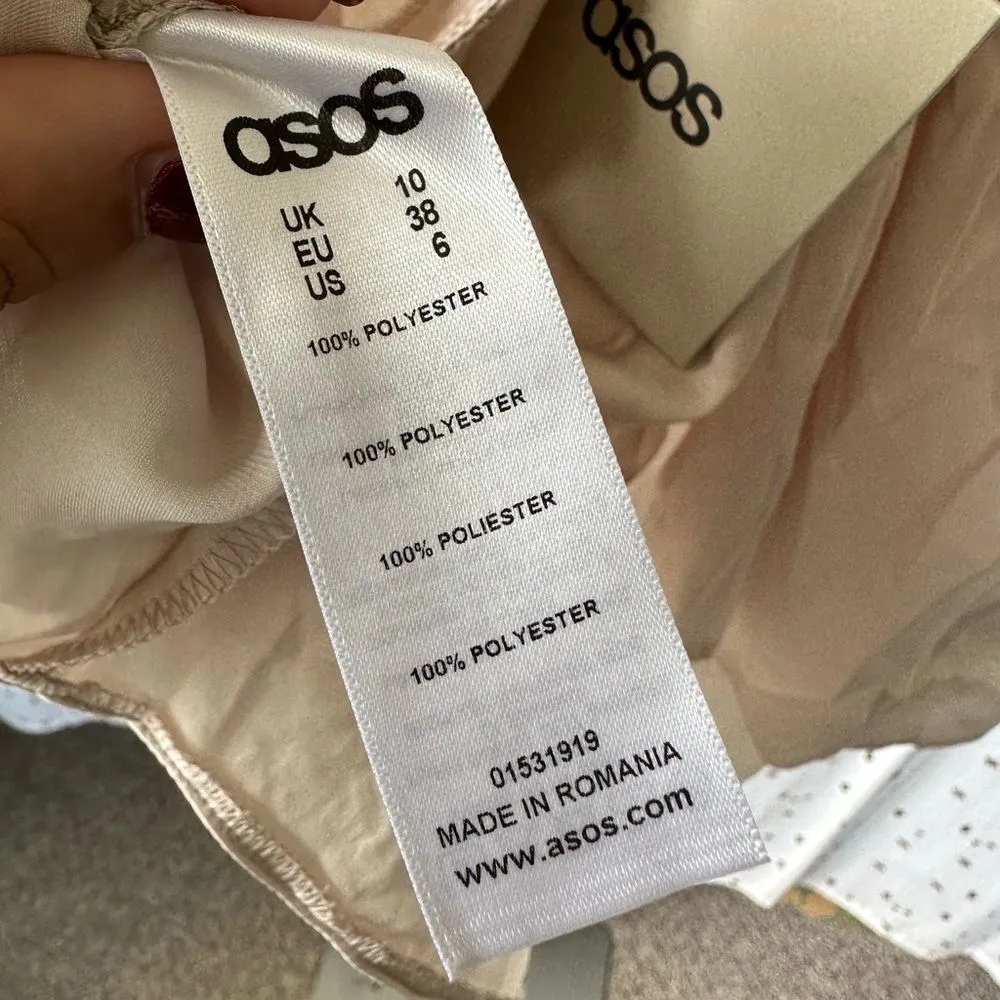 asos
asos
UK 10
EU 38
US 6
100% POLYESTER
100% POLYESTER
100% POLIESTER
100% POLYESTER
01531919
MADE IN ROMANIA
www.asos.com